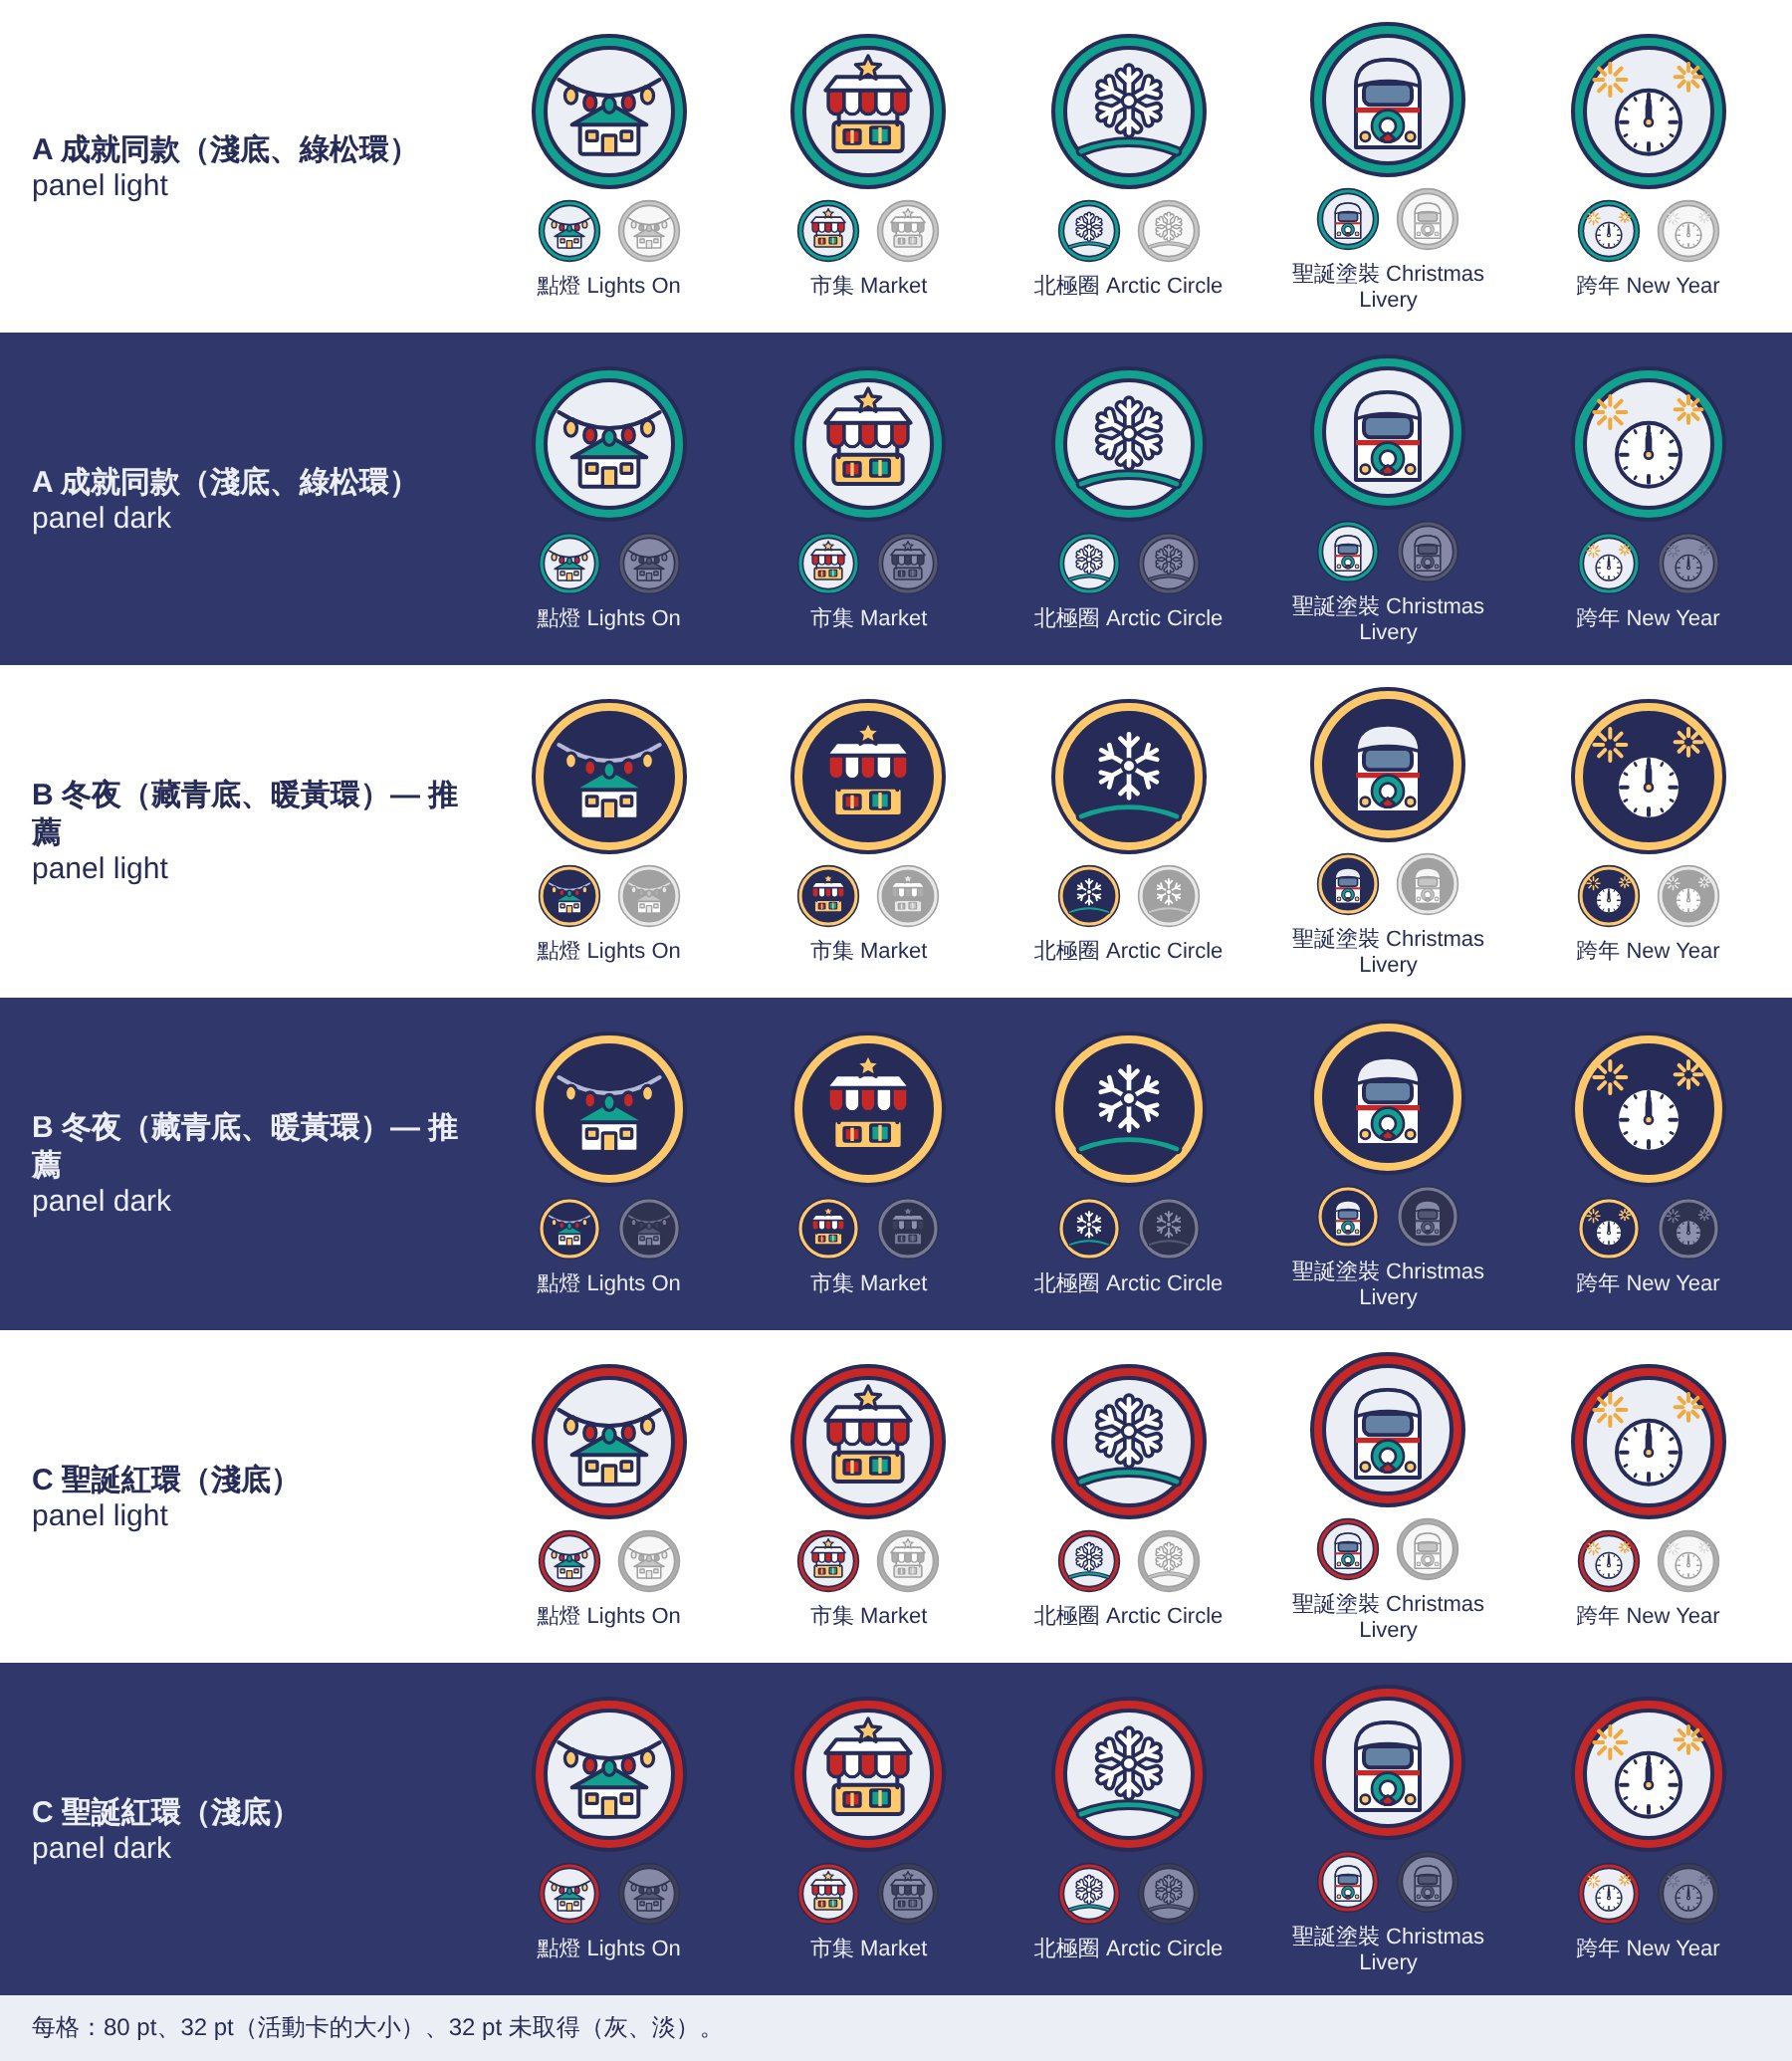 A 成就同款（淺底、綠松環）
panel light
點燈 Lights On
市集 Market
北極圈 Arctic Circle
聖誕塗裝 Christmas
Livery
跨年 New Year
A 成就同款（淺底、綠松環）
panel dark
點燈 Lights On
市集 Market
北極圈 Arctic Circle
聖誕塗裝 Christmas
Livery
跨年 New Year
B 冬夜（藏青底、暖黃環）— 推
薦
panel light
點燈 Lights On
市集 Market
北極圈 Arctic Circle
聖誕塗裝 Christmas
Livery
跨年 New Year
B 冬夜（藏青底、暖黃環）— 推
薦
panel dark
點燈 Lights On
市集 Market
北極圈 Arctic Circle
聖誕塗裝 Christmas
Livery
跨年 New Year
C 聖誕紅環（淺底）
panel light
點燈 Lights On
市集 Market
北極圈 Arctic Circle
聖誕塗裝 Christmas
Livery
跨年 New Year
C 聖誕紅環（淺底）
panel dark
點燈 Lights On
市集 Market
北極圈 Arctic Circle
聖誕塗裝 Christmas
Livery
跨年 New Year
每格：80 pt、32 pt（活動卡的大小）、32 pt 未取得（灰、淡）。